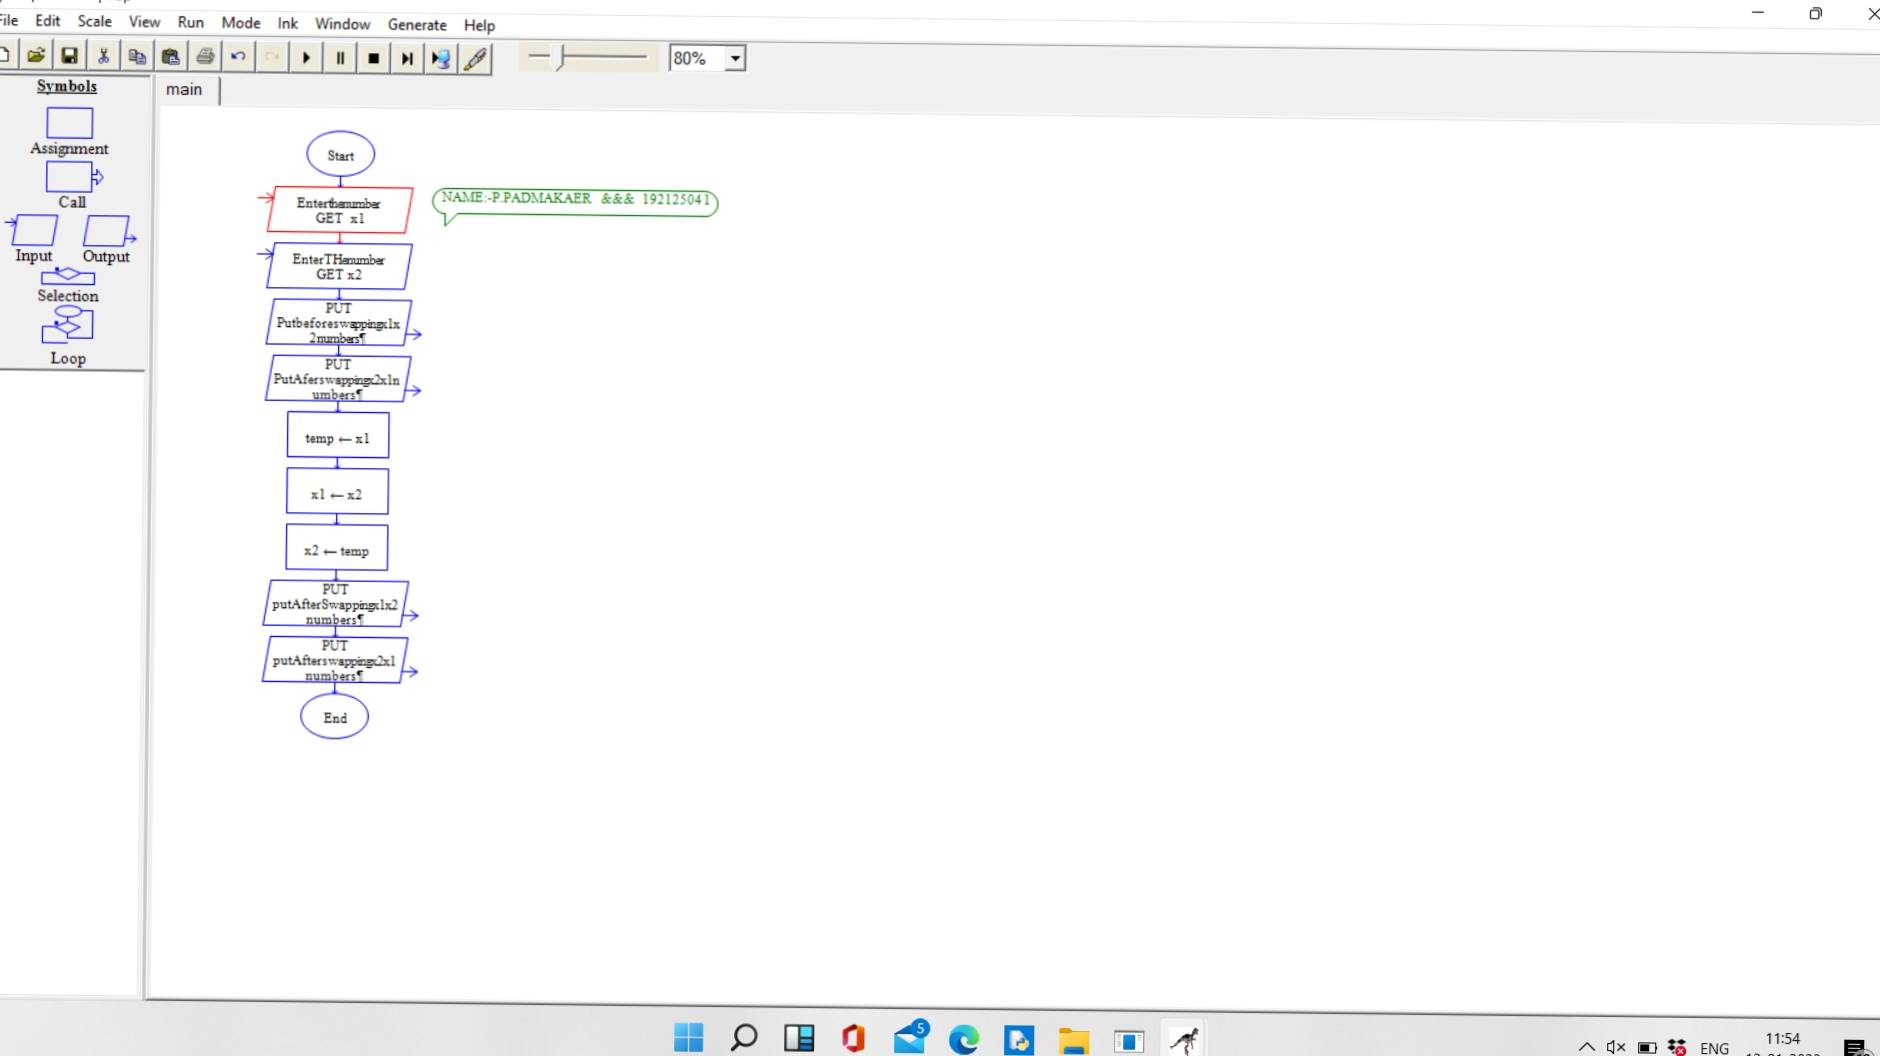 File Edit Scale View Run Mode Ink Window Generate Help
80%
Symbols
Assignment
Call
Input Output
Selection
Loop
main
Start
Enterthenumber
GET x1
NAME:-P.PADMAKAER &&& 192125041
EnterTHenumber
GET x2
PUT
Putbeforeswappingx1x
2numbers¶
PUT
PutAferswappingx2x1n
umbers¶
temp ← x1
x1 ← x2
x2 ← temp
PUT
putAfterSwappingx1x2
numbers¶
PUT
putAfterswappingx2x1
numbers¶
End
5
ENG
11:54